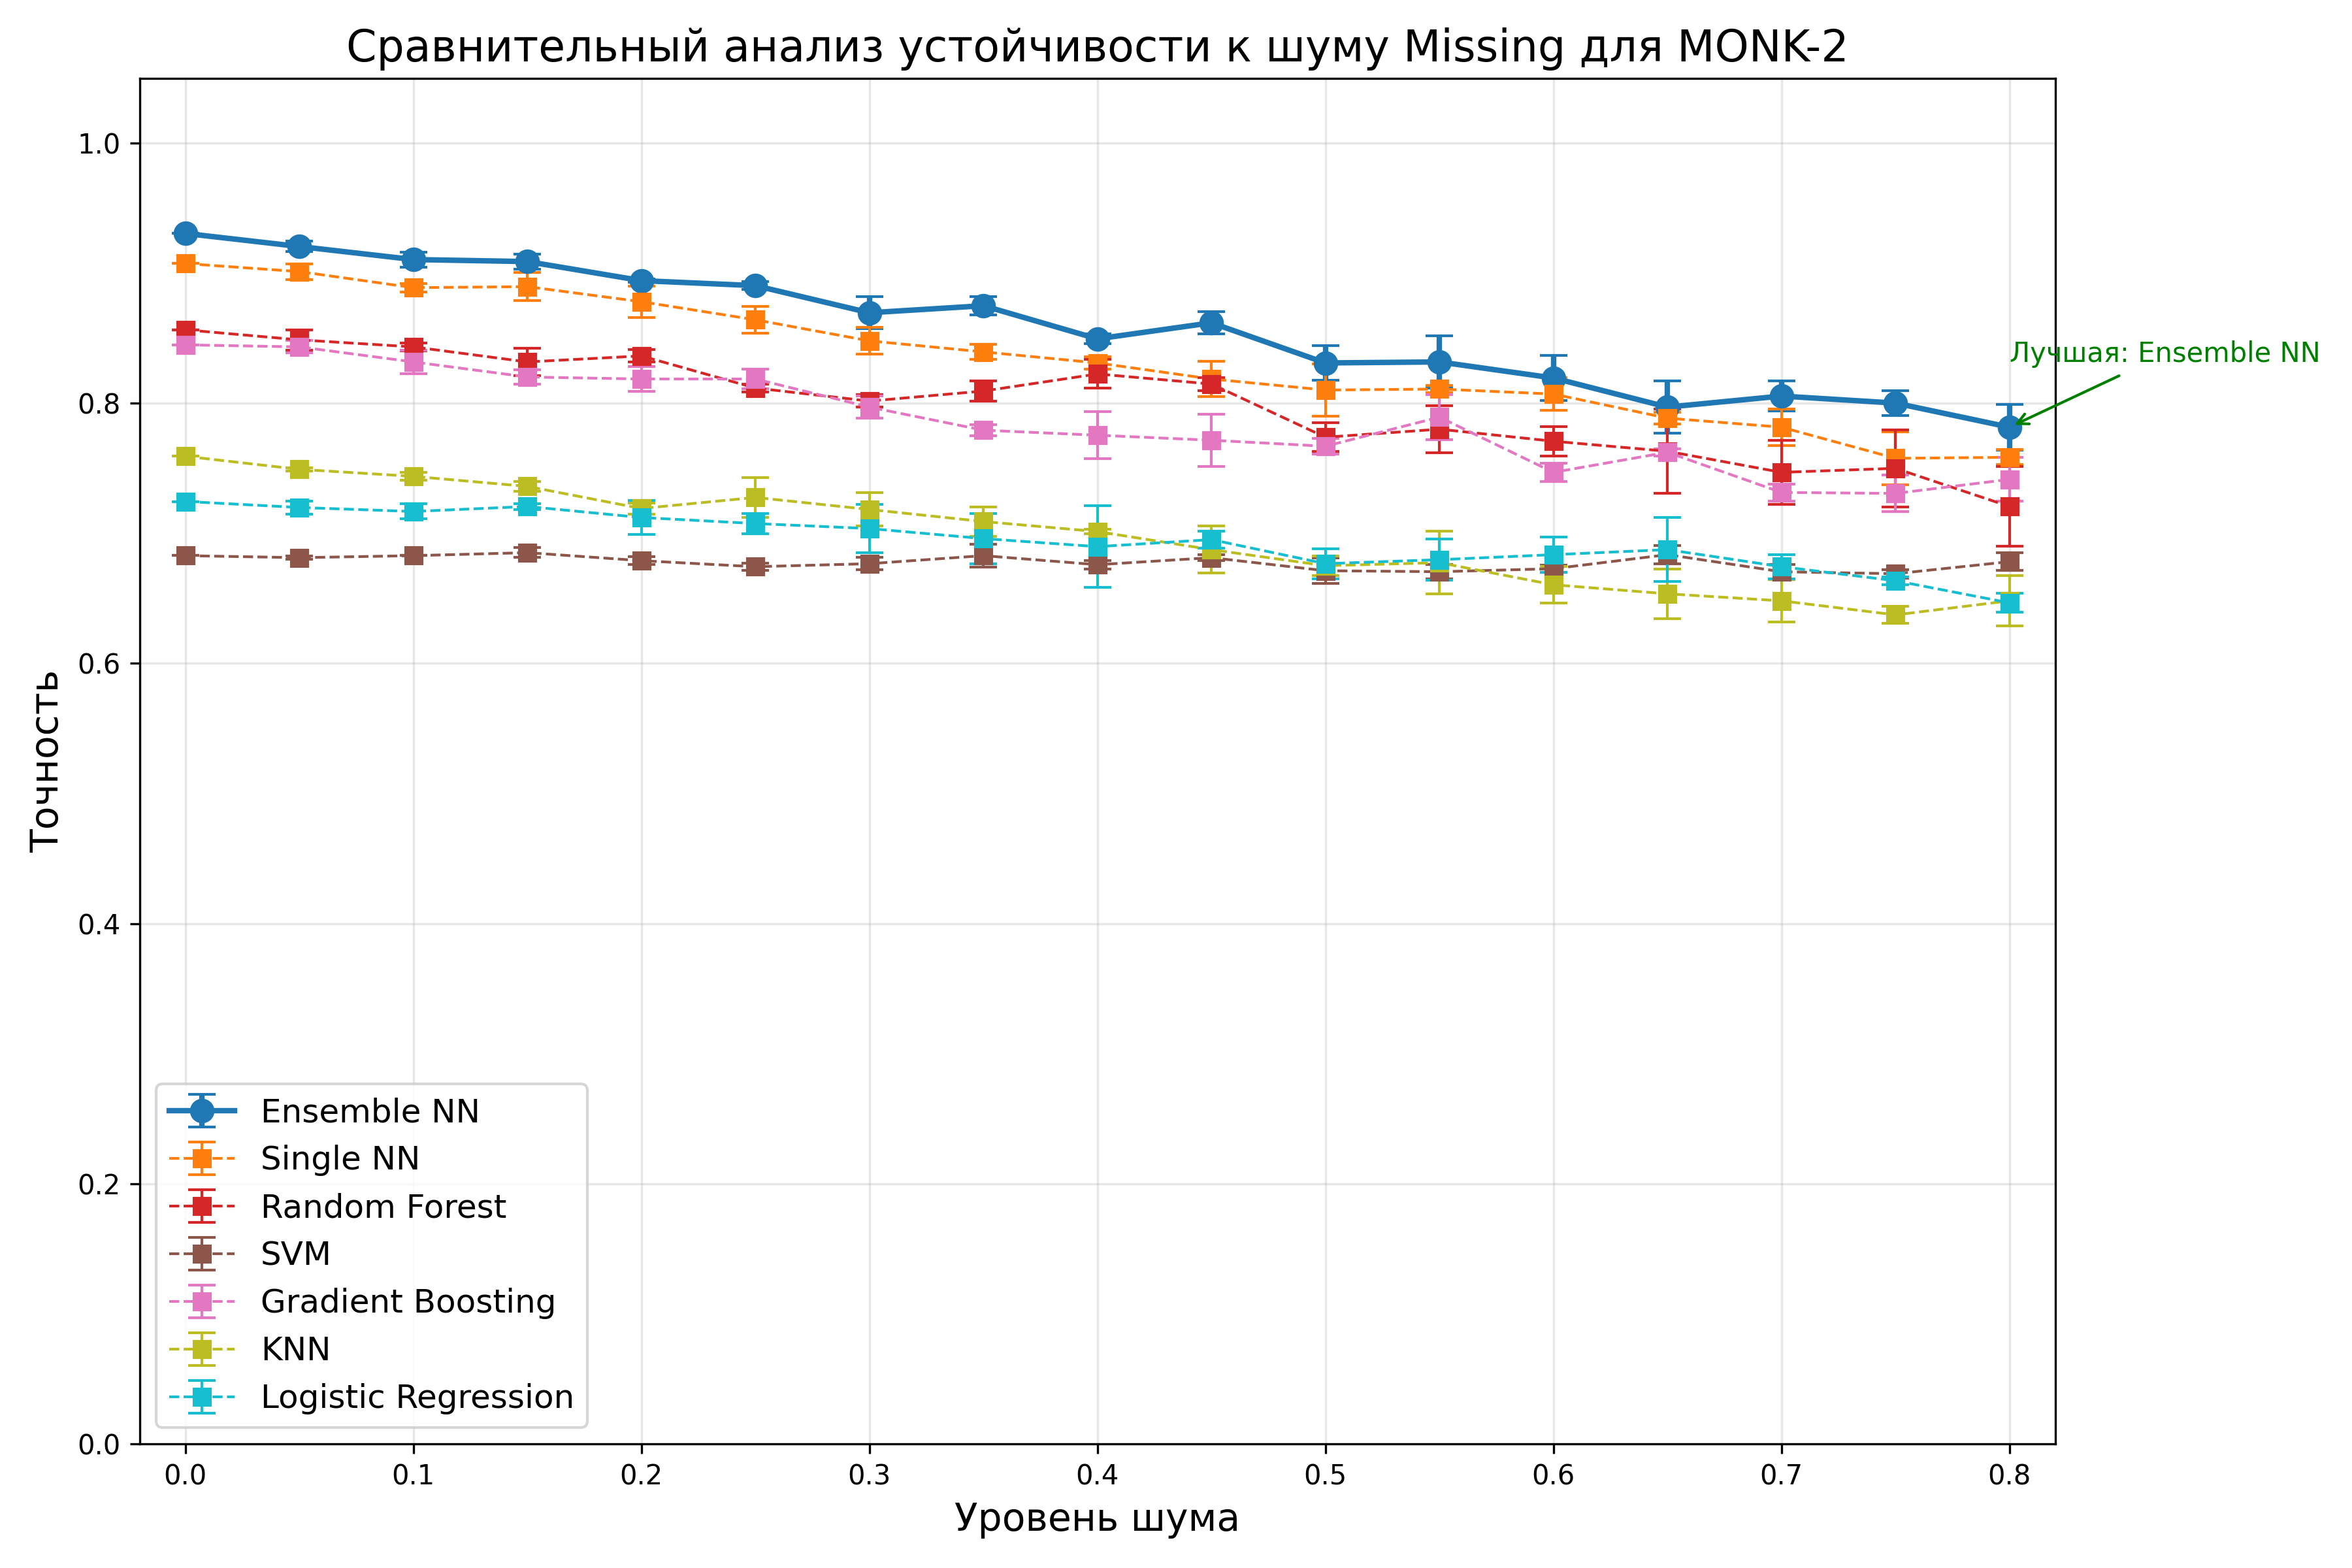 Сравнительный анализ устойчивости к шуму Missing для MONK-2
Точность
1.0
0.8
0.6
0.4
0.2
0.0
Лучшая: Ensemble NN
Ensemble NN
Single NN
Random Forest
SVM
Gradient Boosting
KNN
Logistic Regression
0.0 0.1 0.2 0.3 0.4 0.5 0.6 0.7 0.8
Уровень шума